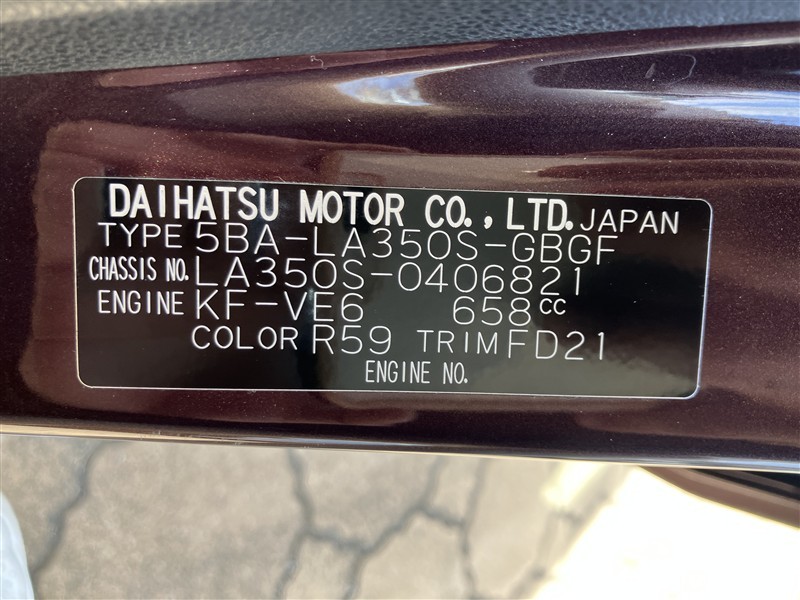 DAIHATSU MOTOR CO., LTD. JAPAN
TYPE 5BA-LA350S-GBGF
CHASSIS NO. LA350S-0406821
ENGINE KF-VE6 658cc
COLOR R59 TRIM FD21
ENGINE NO.